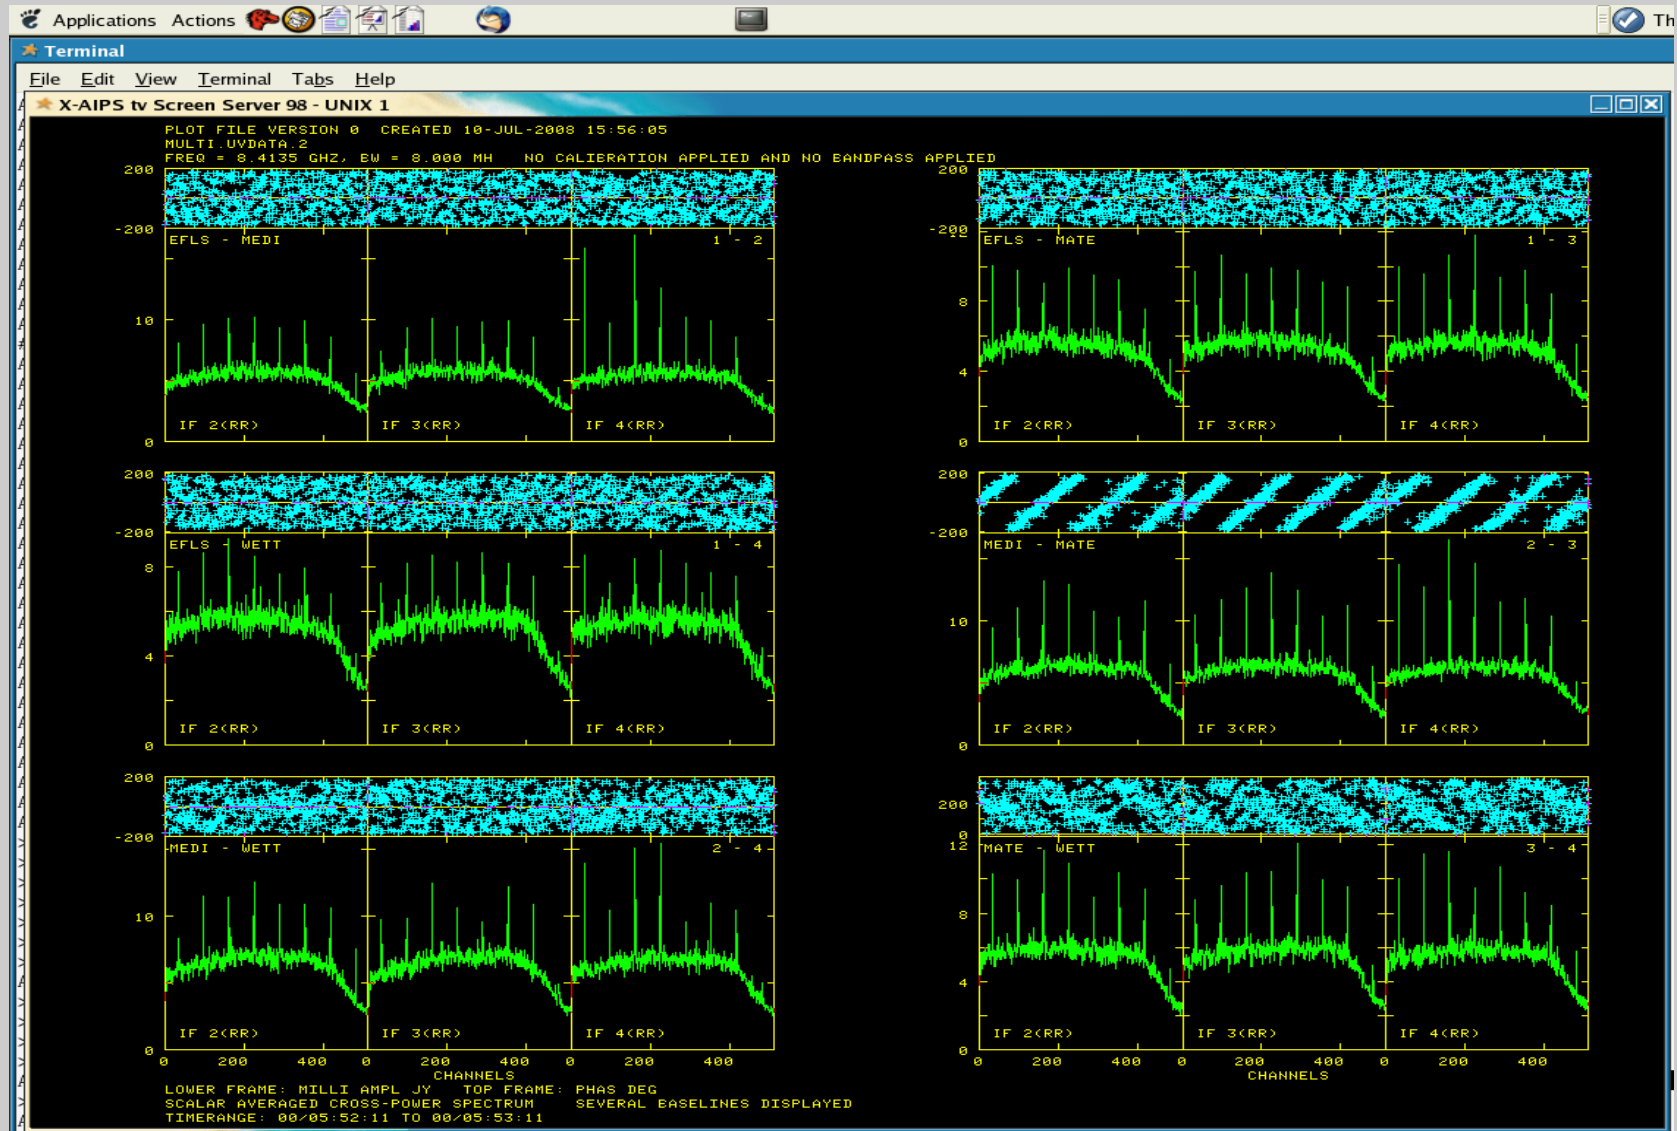 Applications Actions Th
Terminal
File Edit View Terminal Tabs Help
X-AIPS tv Screen Server 98 - UNIX 1
PLOT FILE VERSION 0 CREATED 10-JUL-2008 15:56:05
MULTI.UVDATA.2
FREQ = 8.4135 GHZ, BW = 8.000 MH NO CALIBRATION APPLIED AND NO BANDPASS APPLIED
200 200
-200 -200
EFLS - MEDI 1 - 2 EFLS - MATE 1 - 3
10 8
4
IF 2(RR) IF 3(RR) IF 4(RR) IF 2(RR) IF 3(RR) IF 4(RR)
0 0
200 200
-200 -200
EFLS - WETT 1 - 4 MEDI - MATE 2 - 3
8
10
4
IF 2(RR) IF 3(RR) IF 4(RR) IF 2(RR) IF 3(RR) IF 4(RR)
0 0
200
200
-200 0
12
MEDI - WETT 2 - 4 MATE - WETT 3 - 4
10 8
4
IF 2(RR) IF 3(RR) IF 4(RR) IF 2(RR) IF 3(RR) IF 4(RR)
0 0
0 200 400 0 200 400 0 200 400 0 200 400 0 200 400 0 200 400
CHANNELS CHANNELS
LOWER FRAME: MILLI AMPL JY TOP FRAME: PHAS DEG
SCALAR AVERAGED CROSS-POWER SPECTRUM SEVERAL BASELINES DISPLAYED
TIMERANGE: 00/05:52:11 TO 00/05:53:11